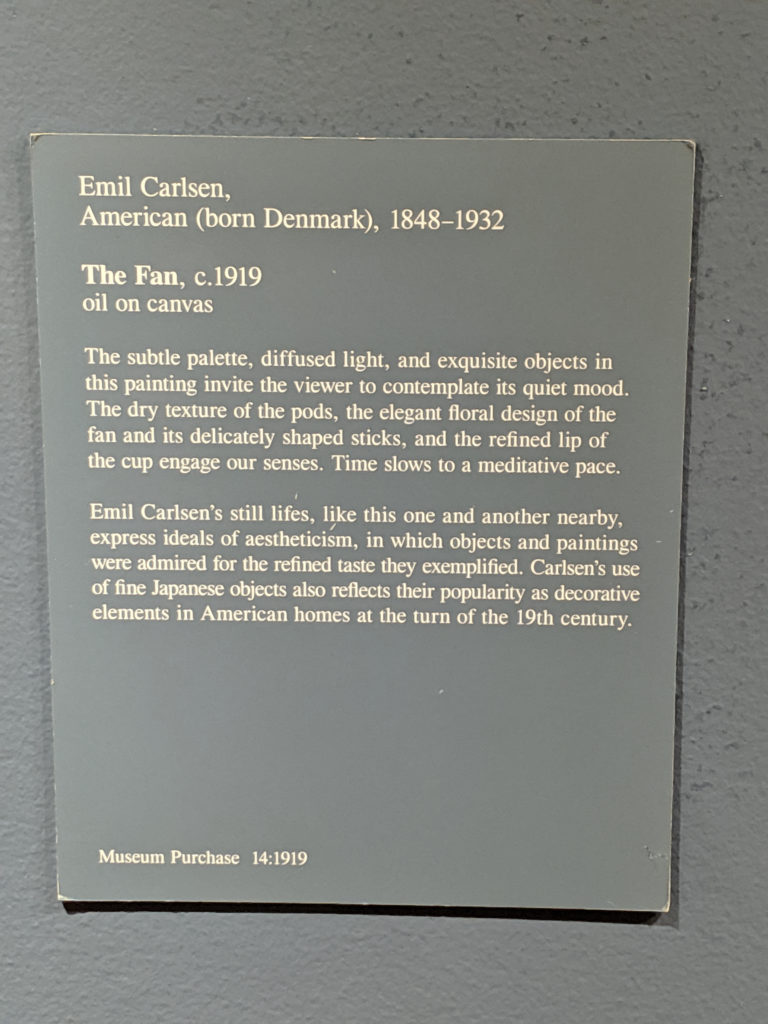 Emil Carlsen,
American (born Denmark), 1848–1932
The Fan, c.1919
oil on canvas
The subtle palette, diffused light, and exquisite objects in
this painting invite the viewer to contemplate its quiet mood.
The dry texture of the pods, the elegant floral design of the
fan and its delicately shaped sticks, and the refined lip of
the cup engage our senses. Time slows to a meditative pace.
Emil Carlsen's still lifes, like this one and another nearby,
express ideals of aestheticism, in which objects and paintings
were admired for the refined taste they exemplified. Carlsen's use
of fine Japanese objects also reflects their popularity as decorative
elements in American homes at the turn of the 19th century.
Museum Purchase 14:1919